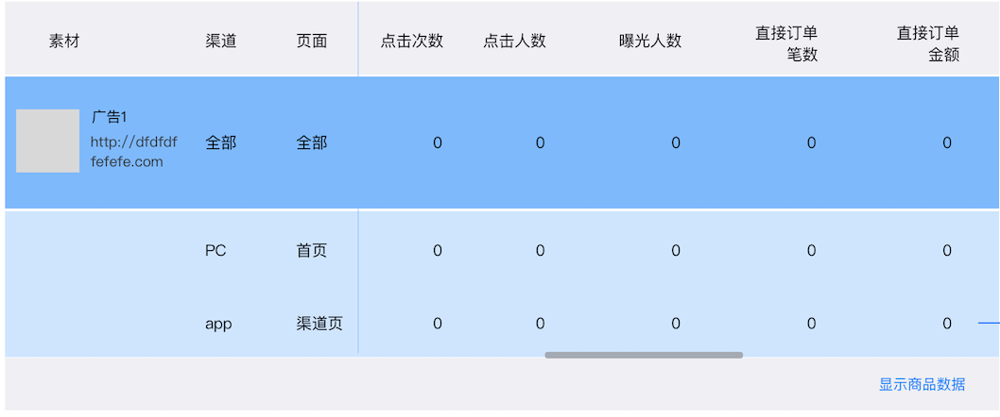 素材 渠道 页面 点击次数 点击人数 曝光人数 直接订单笔数 直接订单金额
广告1
http://dfdfdf
fefefe.com
全部 全部 0 0 0 0 0
PC 首页 0 0 0 0 0
app 渠道页 0 0 0 0 0
显示商品数据